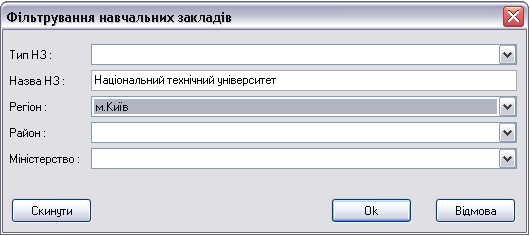 Фільтрування навчальних закладів
Тип НЗ :
Назва НЗ : Національний технічний університет
Регіон : м.Київ
Район :
Міністерство :
Скинути Ok Відмова